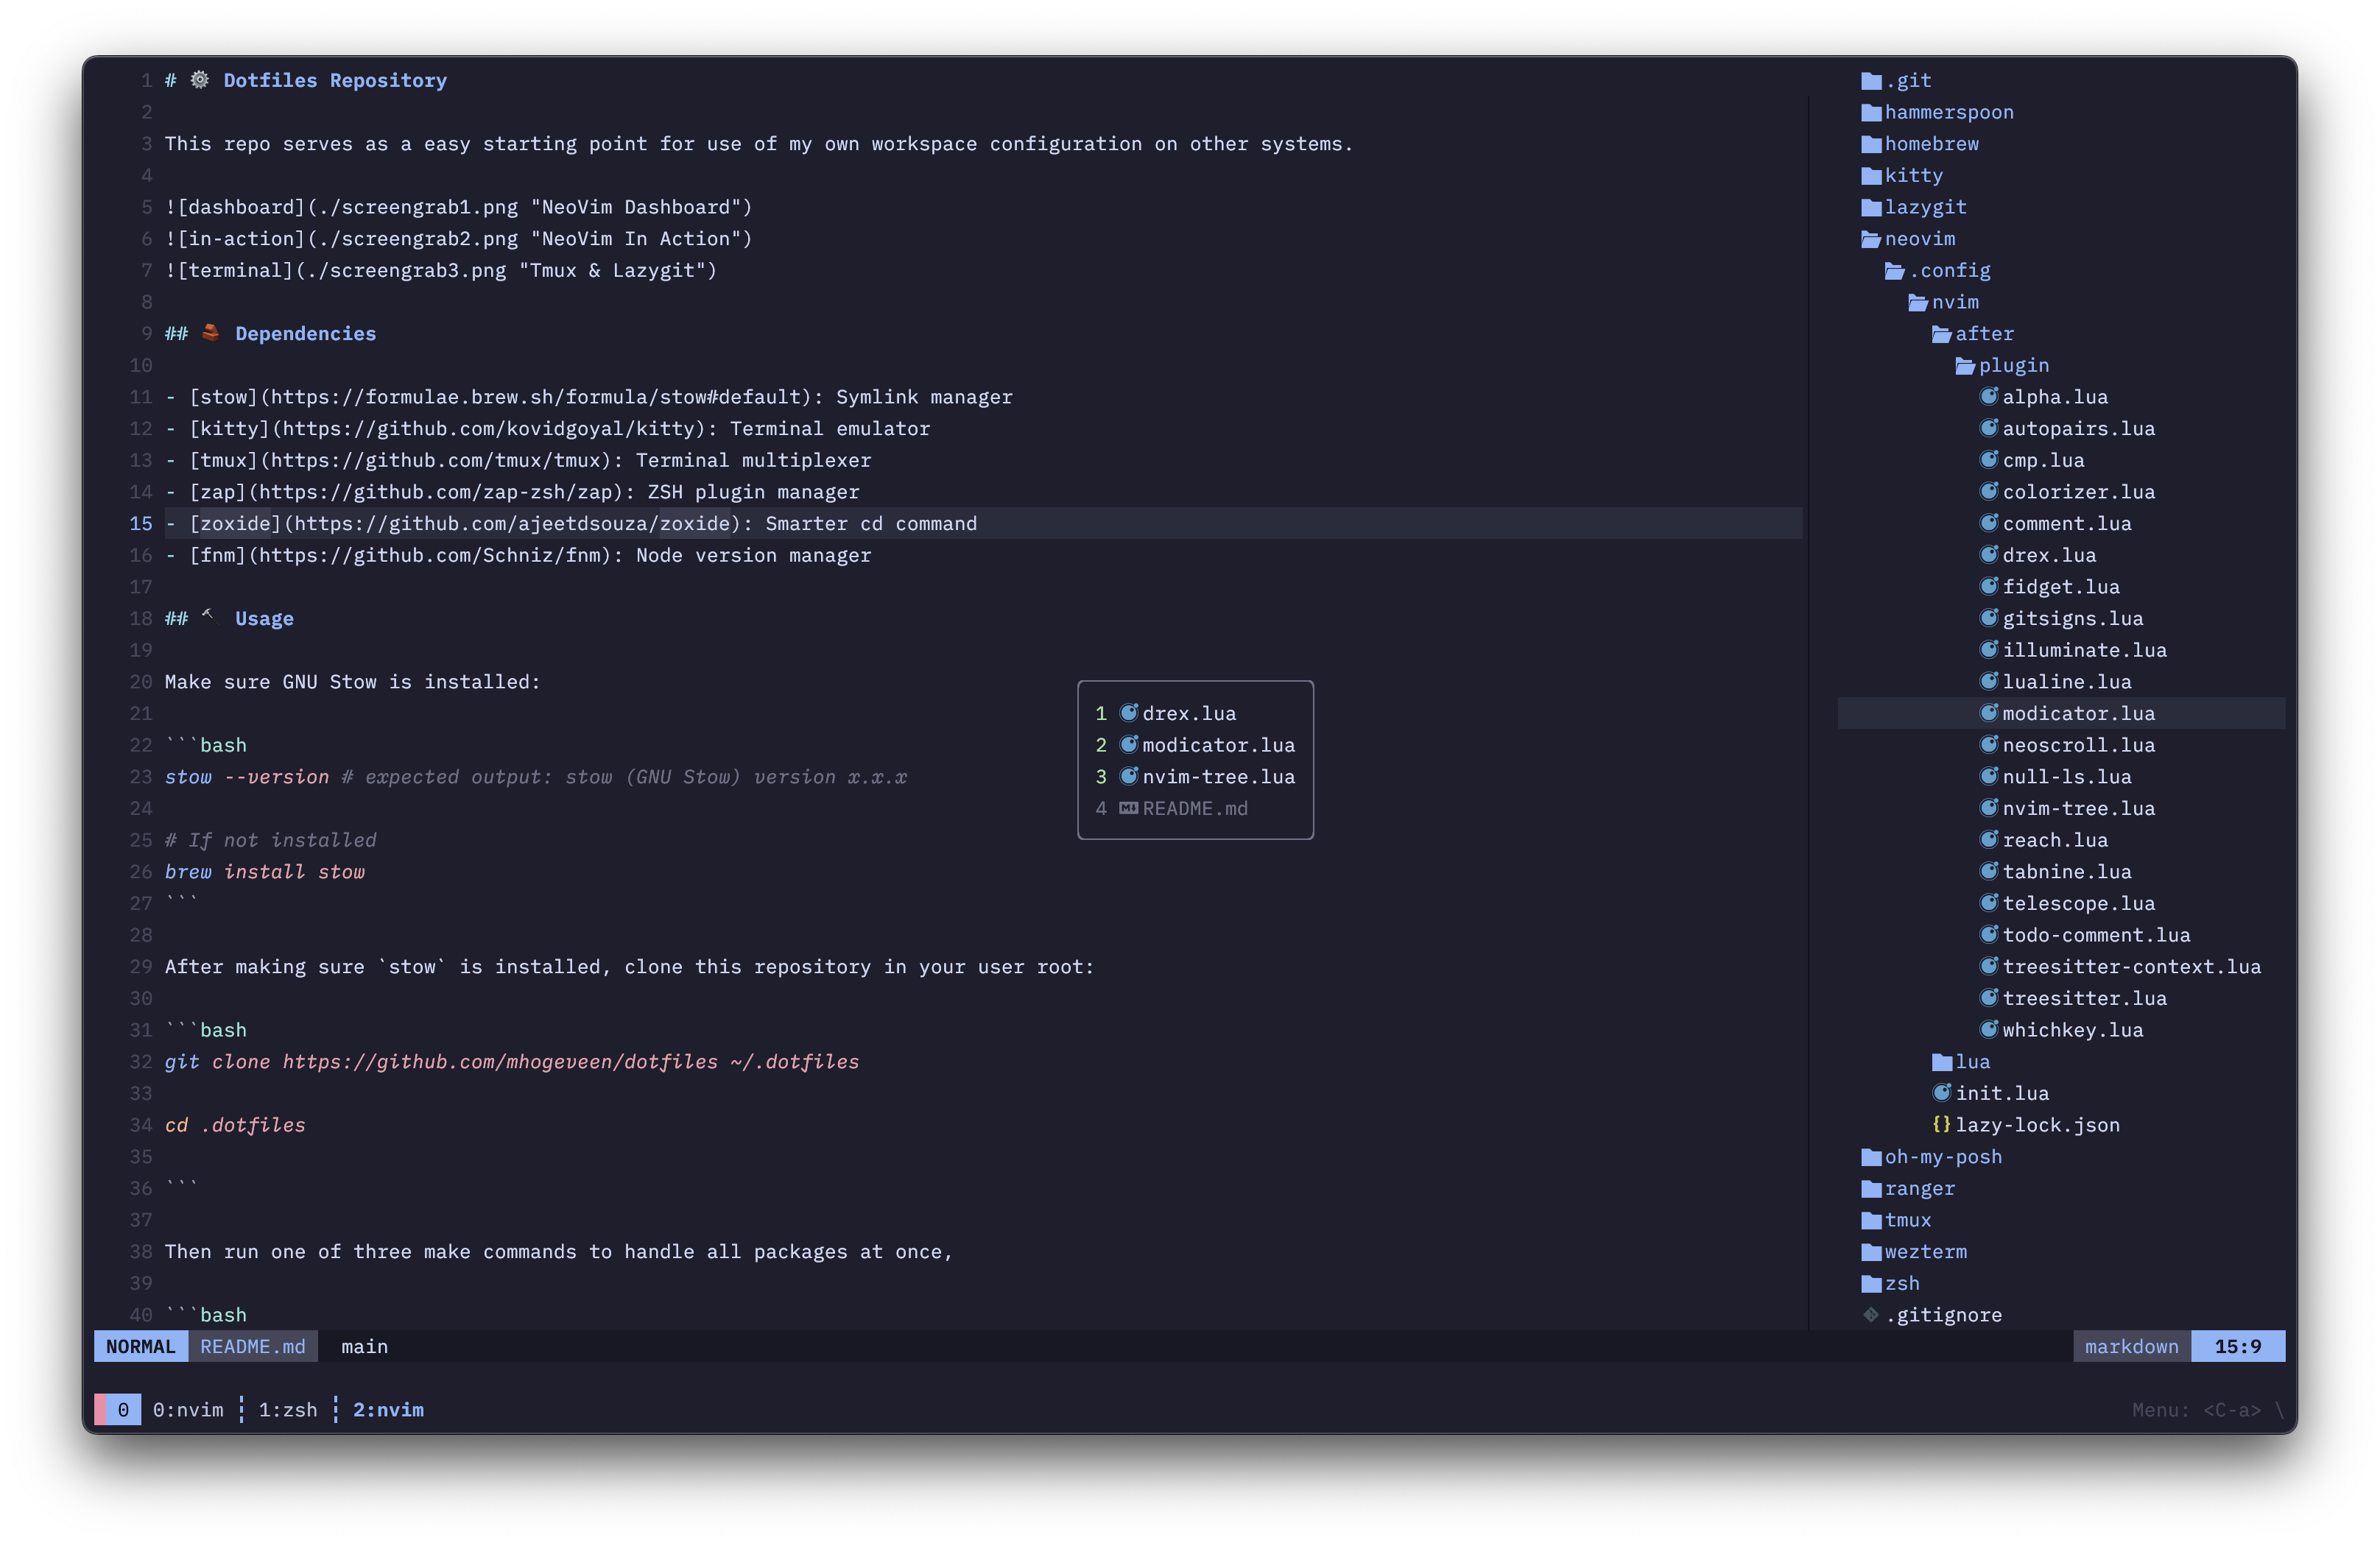 1 # ⚙️ Dotfiles Repository
2
3 This repo serves as a easy starting point for use of my own workspace configuration on other systems.
4
5 ![dashboard](./screengrab1.png "NeoVim Dashboard")
6 ![in-action](./screengrab2.png "NeoVim In Action")
7 ![terminal](./screengrab3.png "Tmux & Lazygit")
8
9 ## 🧱 Dependencies
10
11 - [stow](https://formulae.brew.sh/formula/stow#default): Symlink manager
12 - [kitty](https://github.com/kovidgoyal/kitty): Terminal emulator
13 - [tmux](https://github.com/tmux/tmux): Terminal multiplexer
14 - [zap](https://github.com/zap-zsh/zap): ZSH plugin manager
15 - [zoxide](https://github.com/ajeetdsouza/zoxide): Smarter cd command
16 - [fnm](https://github.com/Schniz/fnm): Node version manager
17
18 ## 🔨 Usage
19
20 Make sure GNU Stow is installed:
21
22 ```bash
23 stow --version # expected output: stow (GNU Stow) version x.x.x
24
25 # If not installed
26 brew install stow
27 ```
28
29 After making sure `stow` is installed, clone this repository in your user root:
30
31 ```bash
32 git clone https://github.com/mhogeveen/dotfiles ~/.dotfiles
33
34 cd .dotfiles
35
36 ```
37
38 Then run one of three make commands to handle all packages at once,
39
40 ```bash
1 drex.lua
2 modicator.lua
3 nvim-tree.lua
4 README.md
.git
hammerspoon
homebrew
kitty
lazygit
neovim
.config
nvim
after
plugin
alpha.lua
autopairs.lua
cmp.lua
colorizer.lua
comment.lua
drex.lua
fidget.lua
gitsigns.lua
illuminate.lua
lualine.lua
modicator.lua
neoscroll.lua
null-ls.lua
nvim-tree.lua
reach.lua
tabnine.lua
telescope.lua
todo-comment.lua
treesitter-context.lua
treesitter.lua
whichkey.lua
lua
init.lua
{} lazy-lock.json
oh-my-posh
ranger
tmux
wezterm
zsh
.gitignore
NORMAL README.md main markdown 15:9
0 0:nvim ¦ 1:zsh ¦ 2:nvim Menu: <C-a> \